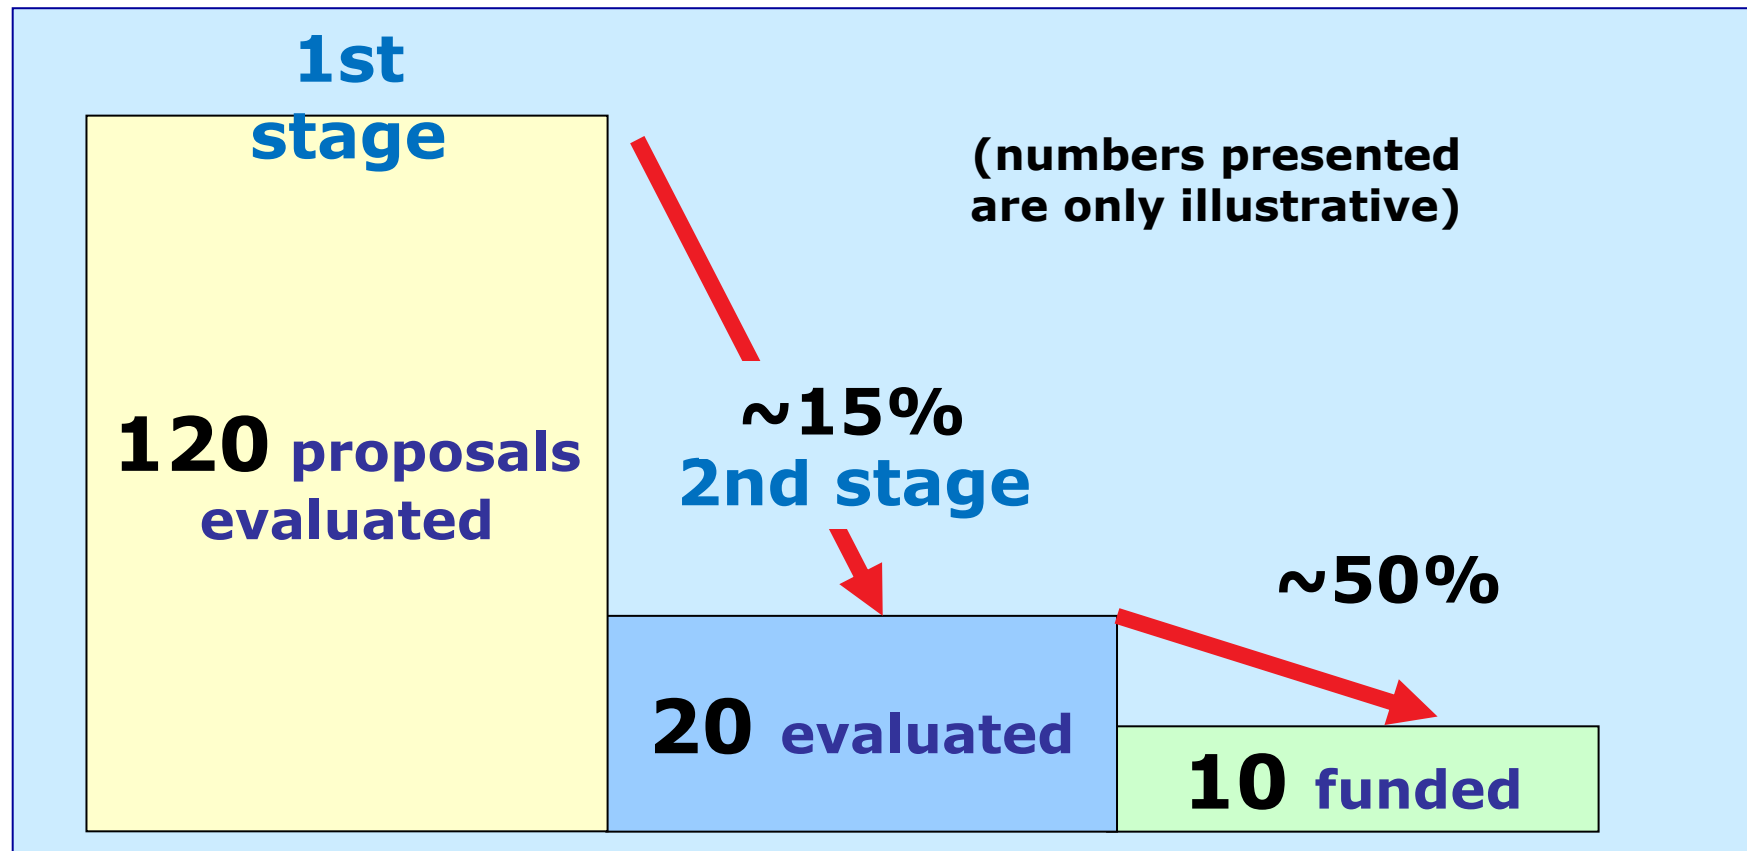 1st
stage
(numbers presented
are only illustrative)
120 proposals
evaluated
~15%
2nd stage
~50%
20 evaluated
10 funded